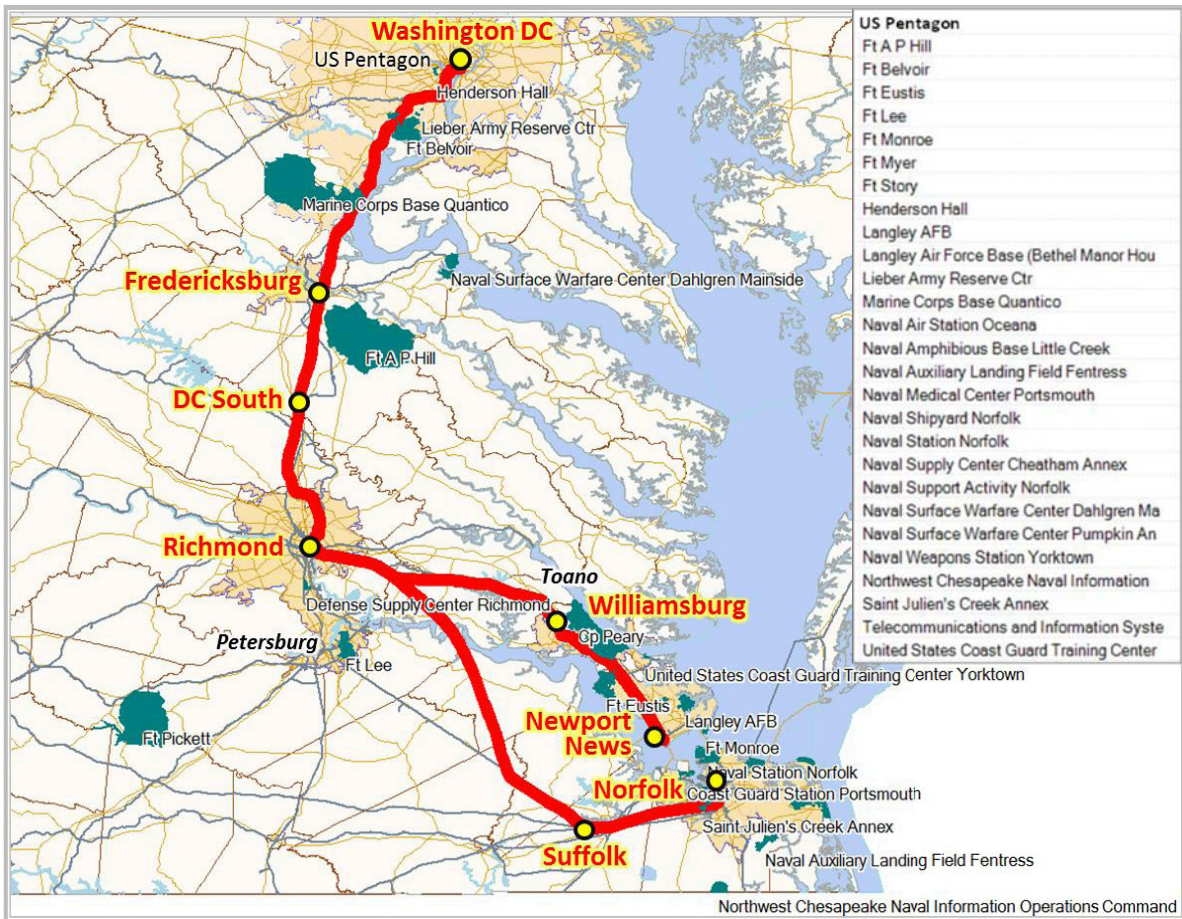 Washington DC
US Pentagon
Henderson Hall
Lieber Army Reserve Ctr
Ft Belvoir
Marine Corps Base Quantico
Fredericksburg
Naval Surface Warfare Center Dahlgren Mainside
Ft A P Hill
DC South
Richmond
Toano
Defense Supply Center Richmond
Williamsburg
Cp Peary
Petersburg
Ft Lee
United States Coast Guard Training Center Yorktown
Ft Eustis
Langley AFB
Newport
News
Ft Pickett
Ft Monroe
Naval Station Norfolk
Norfolk
Coast Guard Station Portsmouth
Saint Julien's Creek Annex
Suffolk
Naval Auxiliary Landing Field Fentress
Northwest Chesapeake Naval Information Operations Command
US Pentagon
Ft A P Hill
Ft Belvoir
Ft Eustis
Ft Lee
Ft Monroe
Ft Myer
Ft Story
Henderson Hall
Langley AFB
Langley Air Force Base (Bethel Manor Hou
Lieber Army Reserve Ctr
Marine Corps Base Quantico
Naval Air Station Oceana
Naval Amphibious Base Little Creek
Naval Auxiliary Landing Field Fentress
Naval Medical Center Portsmouth
Naval Shipyard Norfolk
Naval Station Norfolk
Naval Supply Center Cheatham Annex
Naval Support Activity Norfolk
Naval Surface Warfare Center Dahlgren Ma
Naval Surface Warfare Center Pumpkin An
Naval Weapons Station Yorktown
Northwest Chesapeake Naval Information
Saint Julien's Creek Annex
Telecommunications and Information Syste
United States Coast Guard Training Center